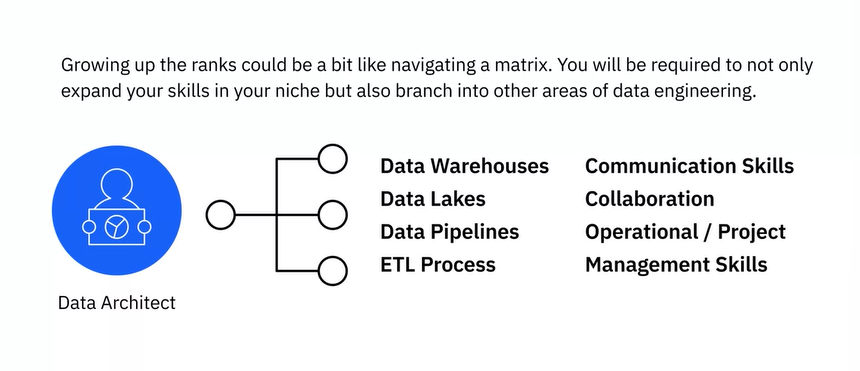 Growing up the ranks could be a bit like navigating a matrix. You will be required to not only
expand your skills in your niche but also branch into other areas of data engineering.
Data Warehouses
Data Lakes
Data Pipelines
ETL Process
Communication Skills
Collaboration
Operational / Project
Management Skills
Data Architect